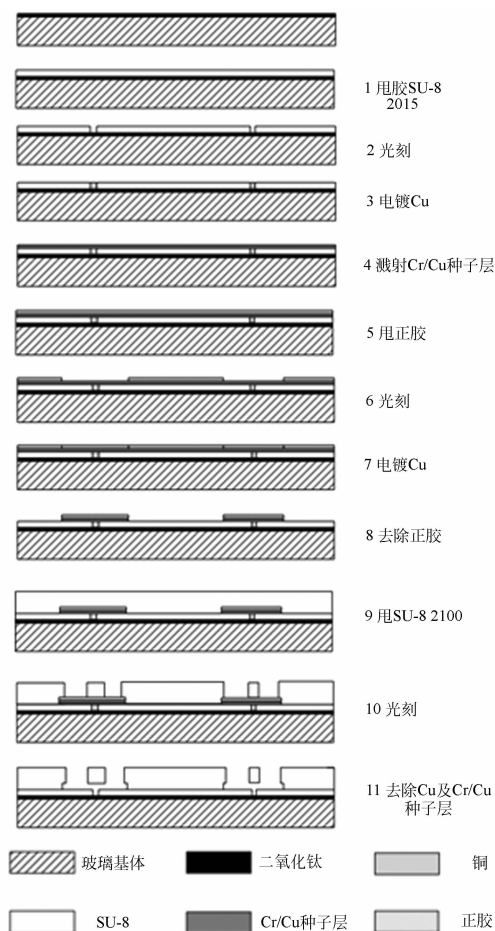 1 甩胶SU-8
2015
2 光刻
3 电镀Cu
4 溅射Cr/Cu种子层
5 甩正胶
6 光刻
7 电镀Cu
8 去除正胶
9 甩SU-8 2100
10 光刻
11 去除Cu及Cr/Cu
种子层
玻璃基体 二氧化钛 铜
SU-8 Cr/Cu种子层 正胶